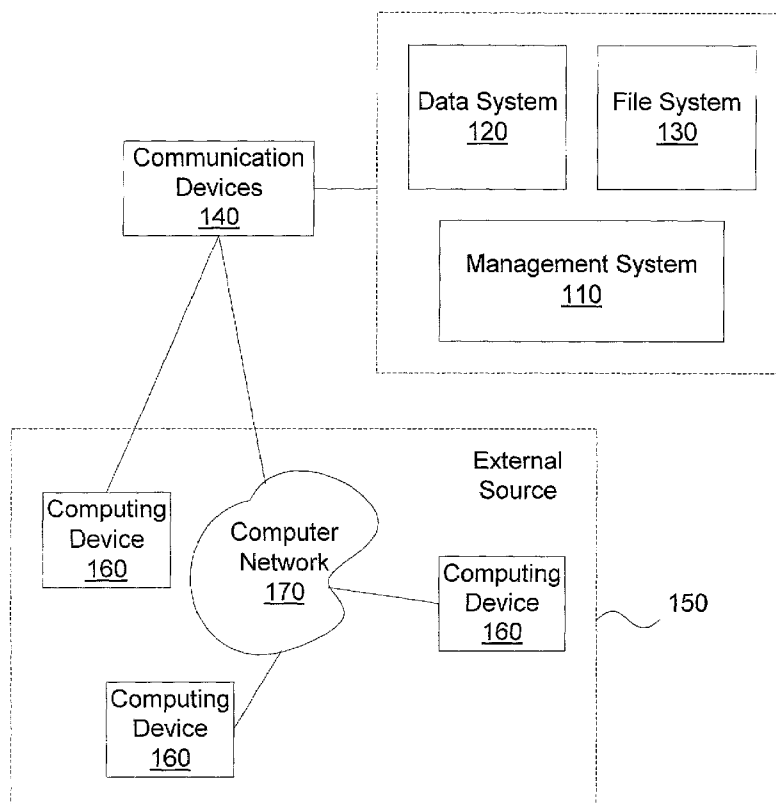 Data System
120
File System
130
Communication
Devices
140
Management System
110
External
Source
Computing
Device
160
Computer
Network
170
Computing
Device
160
150
Computing
Device
160